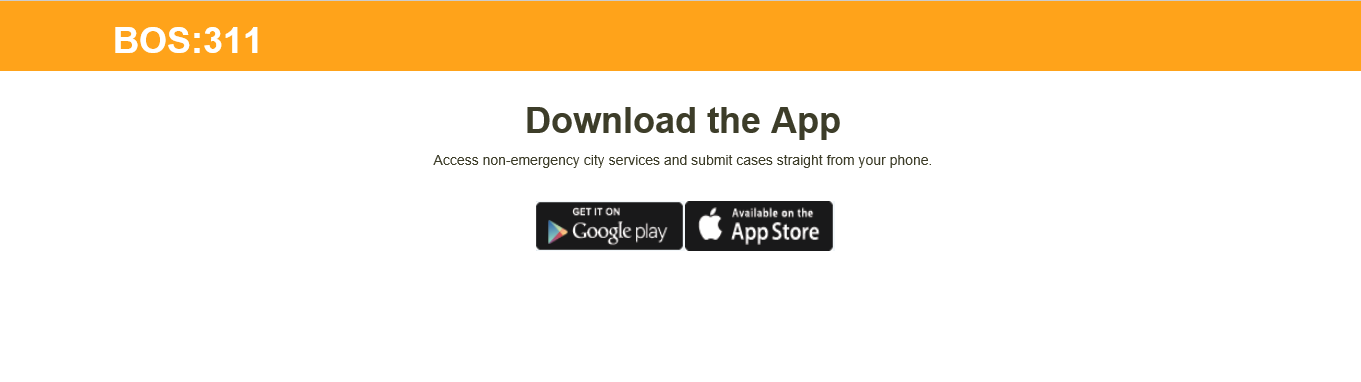 BOS:311
Download the App
Access non-emergency city services and submit cases straight from your phone.
GET IT ON
Google play
Available on the
App Store